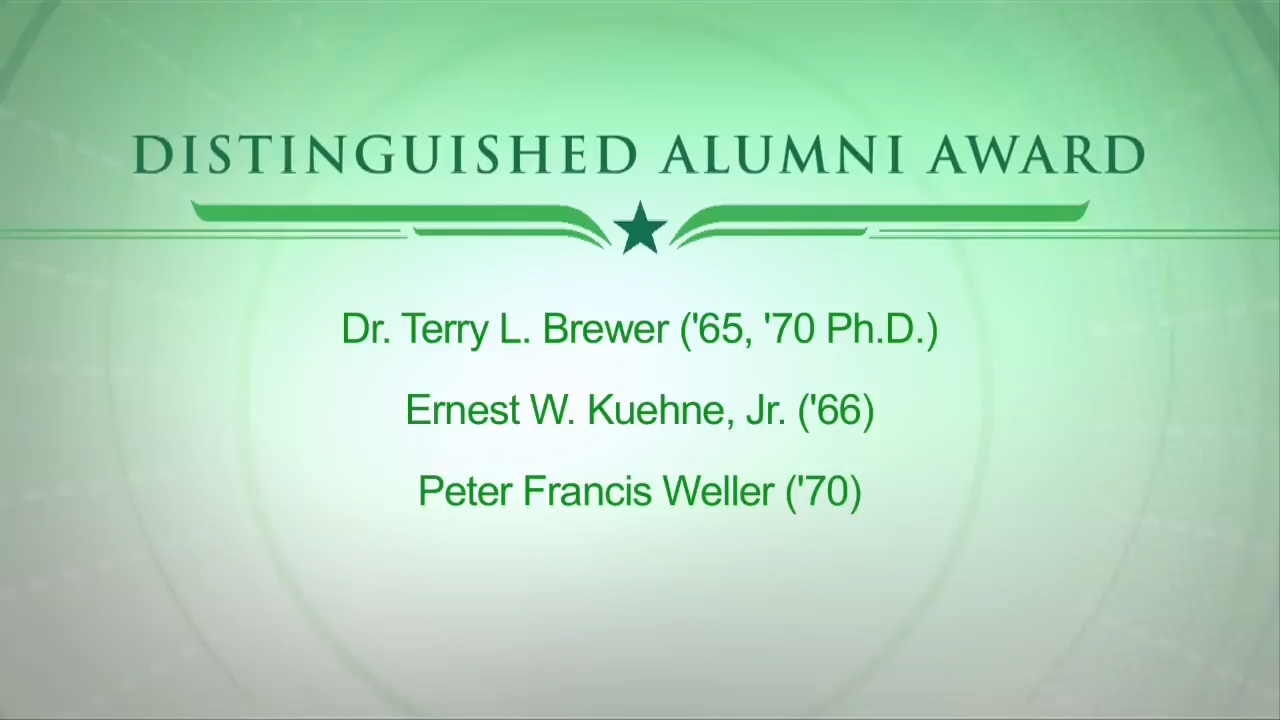 DISTINGUISHED ALUMNI AWARD
Dr. Terry L. Brewer ('65, '70 Ph.D.)
Ernest W. Kuehne, Jr. ('66)
Peter Francis Weller ('70)